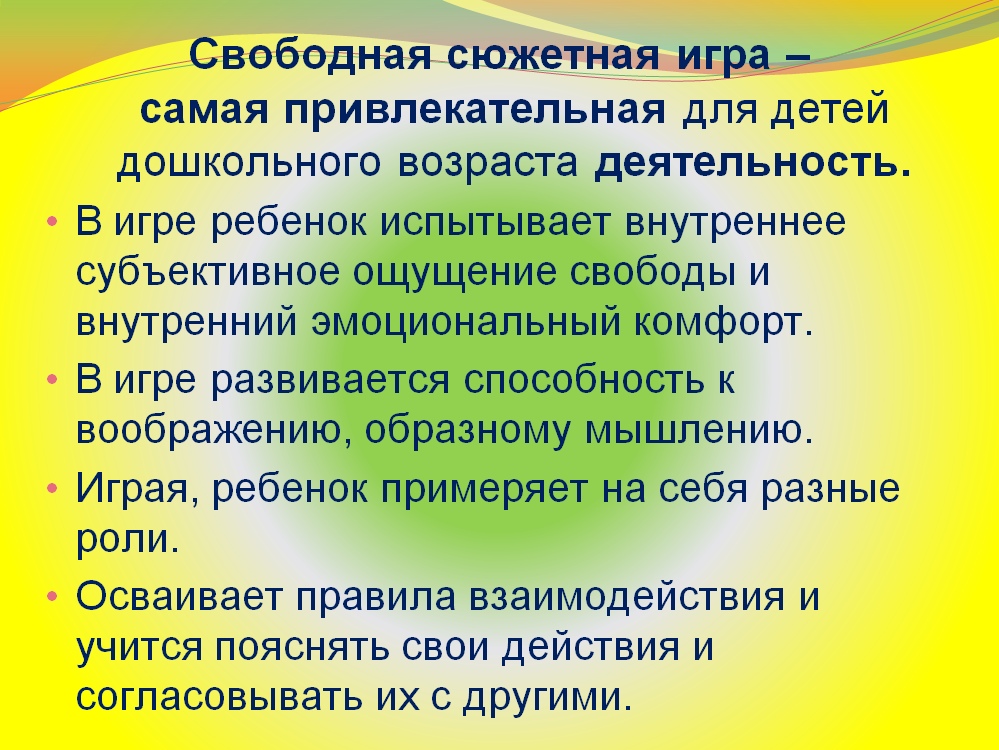 Свободная сюжетная игра –
самая привлекательная для детей
дошкольного возраста деятельность.
• В игре ребенок испытывает внутреннее
субъективное ощущение свободы и
внутренний эмоциональный комфорт.
• В игре развивается способность к
воображению, образному мышлению.
• Играя, ребенок примеряет на себя разные
роли.
• Осваивает правила взаимодействия и
учится пояснять свои действия и
согласовывать их с другими.